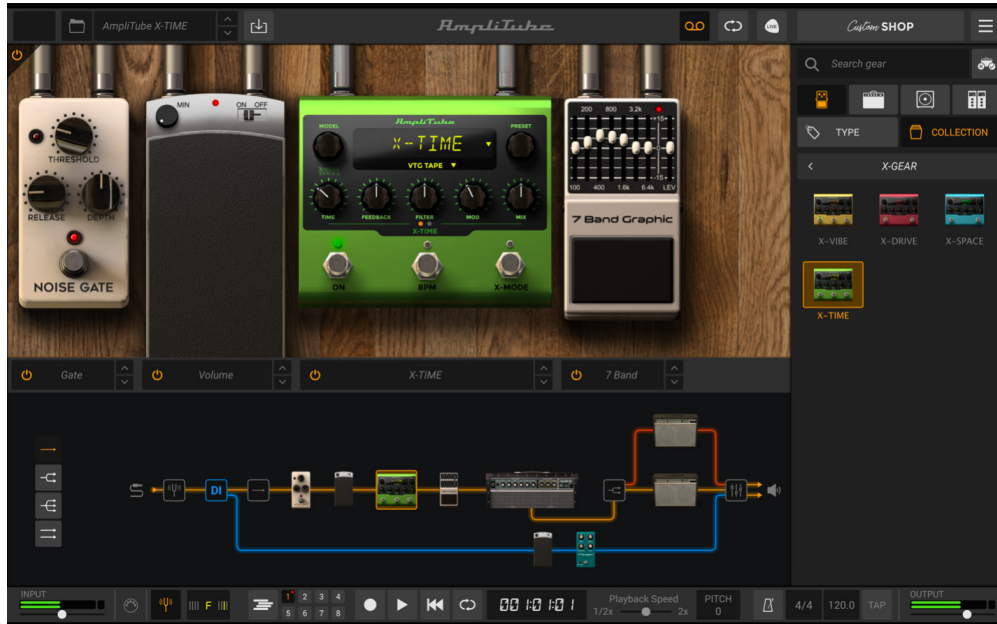 AmpliTube X-TIME
AmpliTube
LIVE
Custom SHOP
Search gear
TYPE
COLLECTION
X-GEAR
X-VIBE
X-DRIVE
X-SPACE
X-TIME
THRESHOLD
RELEASE
DEPTH
NOISE GATE
MIN
ON OFF
AmpliTube
MODEL
PRESET
X-TIME
VTG TAPE
TIME
FEEDBACK
FILTER
MOD
MIX
X-TIME
ON
BPM
X-MODE
200 800 3.2k
+15
0
-15
100 400 1.6k 6.4k LEV
7 Band Graphic
Gate
Volume
X-TIME
7 Band
DI
INPUT
F
1 2 3 4
5 6 7 8
00 1:0 1:0 1
Playback Speed
1/2x
2x
PITCH
0
4/4
120.0
TAP
OUTPUT